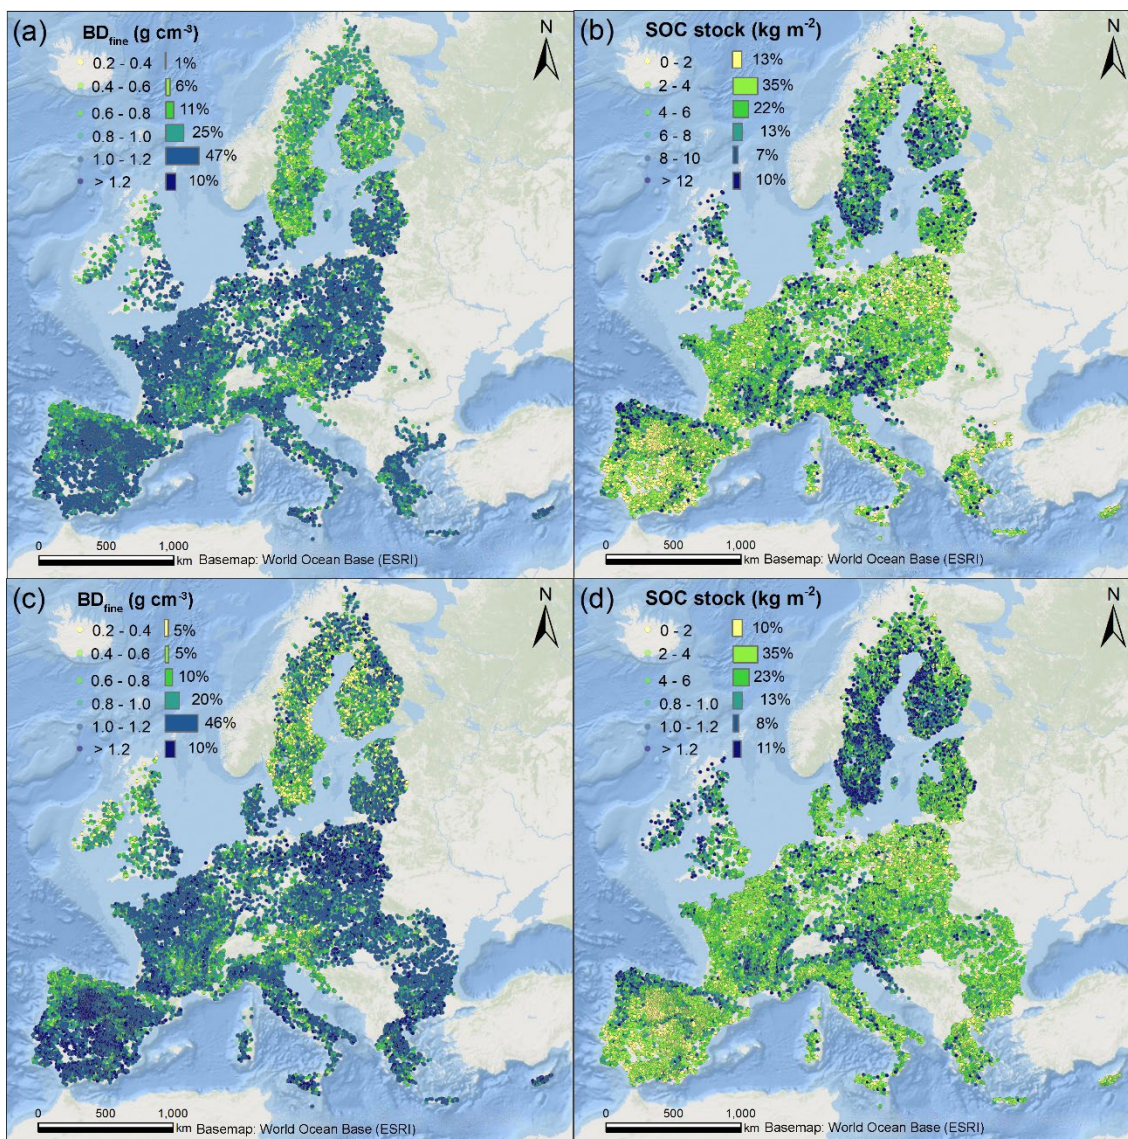 (a) BD_fine (g cm⁻³) N
0.2 - 0.4 1%
0.4 - 0.6 6%
0.6 - 0.8 11%
0.8 - 1.0 25%
1.0 - 1.2 47%
> 1.2 10%
0 500 1,000
km Basemap: World Ocean Base (ESRI)
(b) SOC stock (kg m⁻²) N
0 - 2 13%
2 - 4 35%
4 - 6 22%
6 - 8 13%
8 - 10 7%
> 12 10%
0 500 1,000
km Basemap: World Ocean Base (ESRI)
(c) BD_fine (g cm⁻³) N
0.2 - 0.4 5%
0.4 - 0.6 5%
0.6 - 0.8 10%
0.8 - 1.0 20%
1.0 - 1.2 46%
> 1.2 10%
0 500 1,000
km Basemap: World Ocean Base (ESRI)
(d) SOC stock (kg m⁻²) N
0 - 2 10%
2 - 4 35%
4 - 6 23%
0.8 - 1.0 13%
1.0 - 1.2 8%
> 1.2 11%
0 500 1,000
km Basemap: World Ocean Base (ESRI)